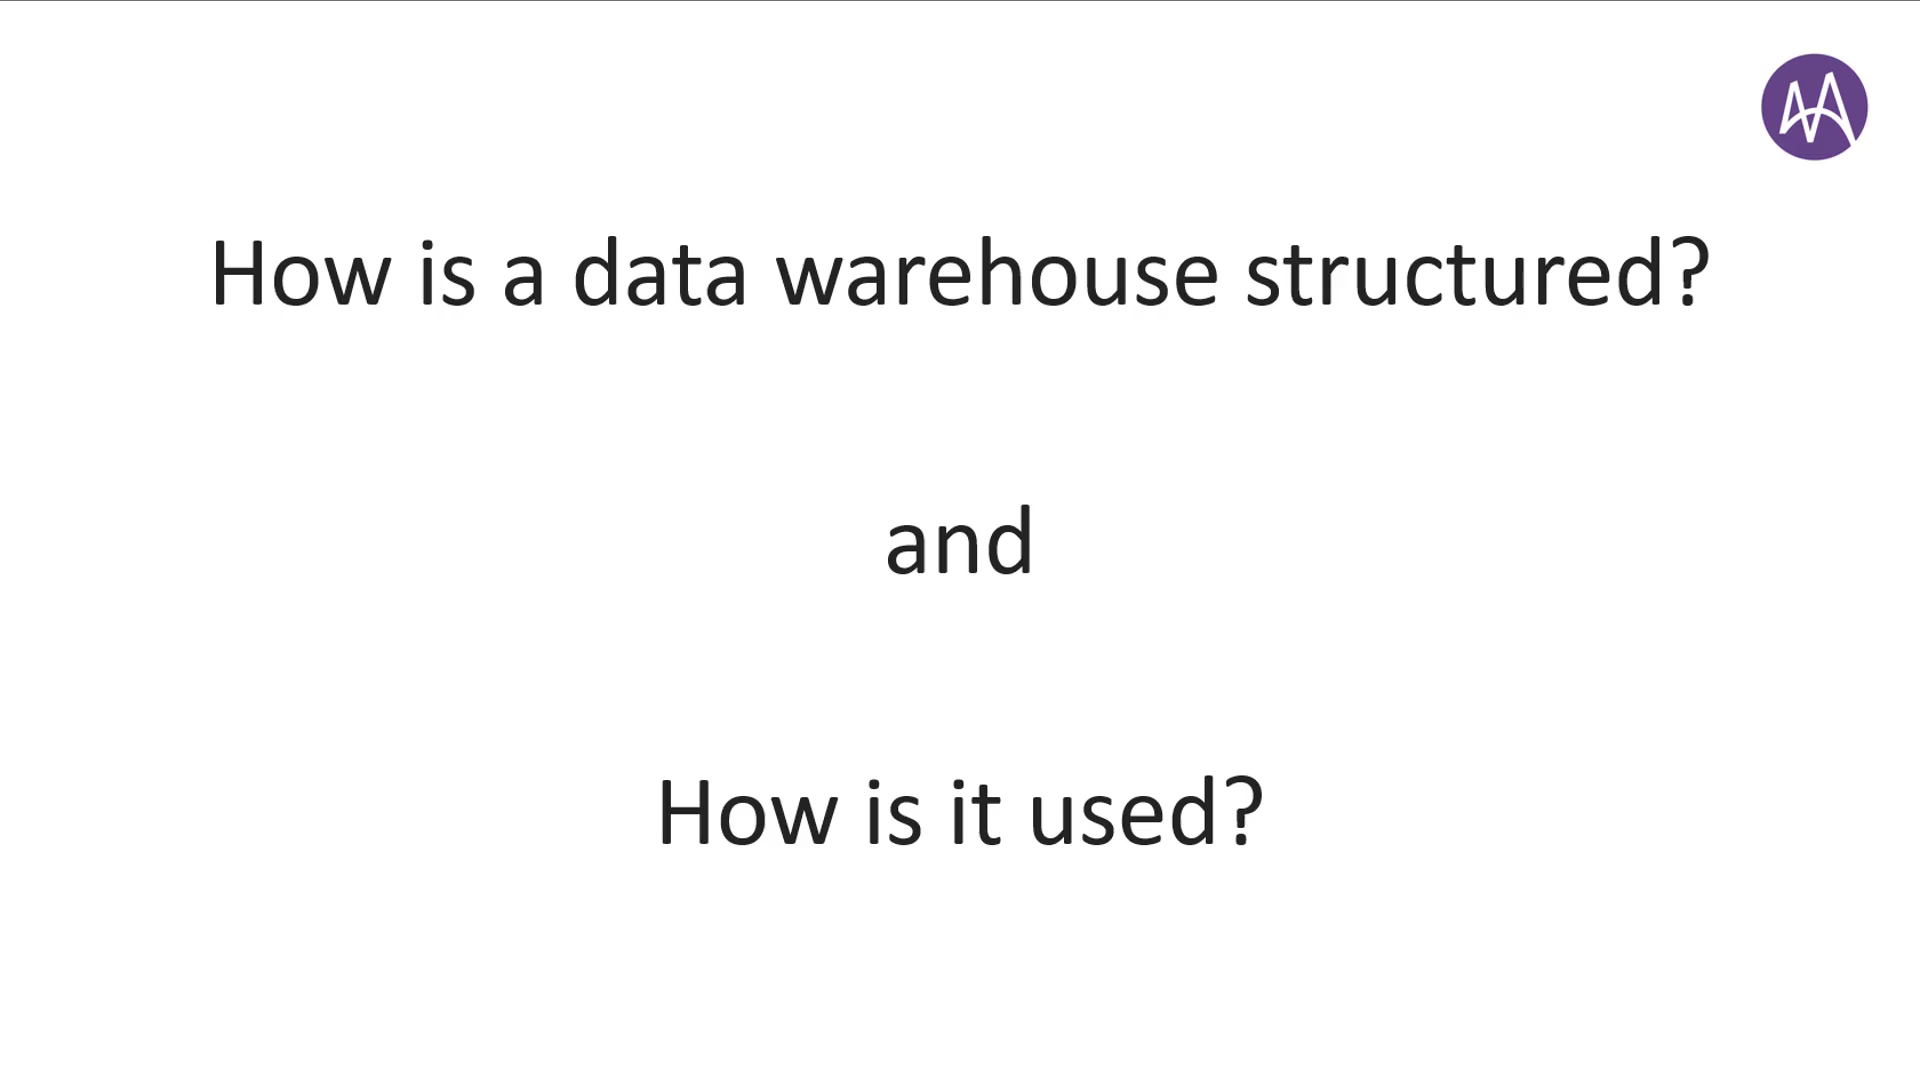 How is a data warehouse structured?
and
How is it used?